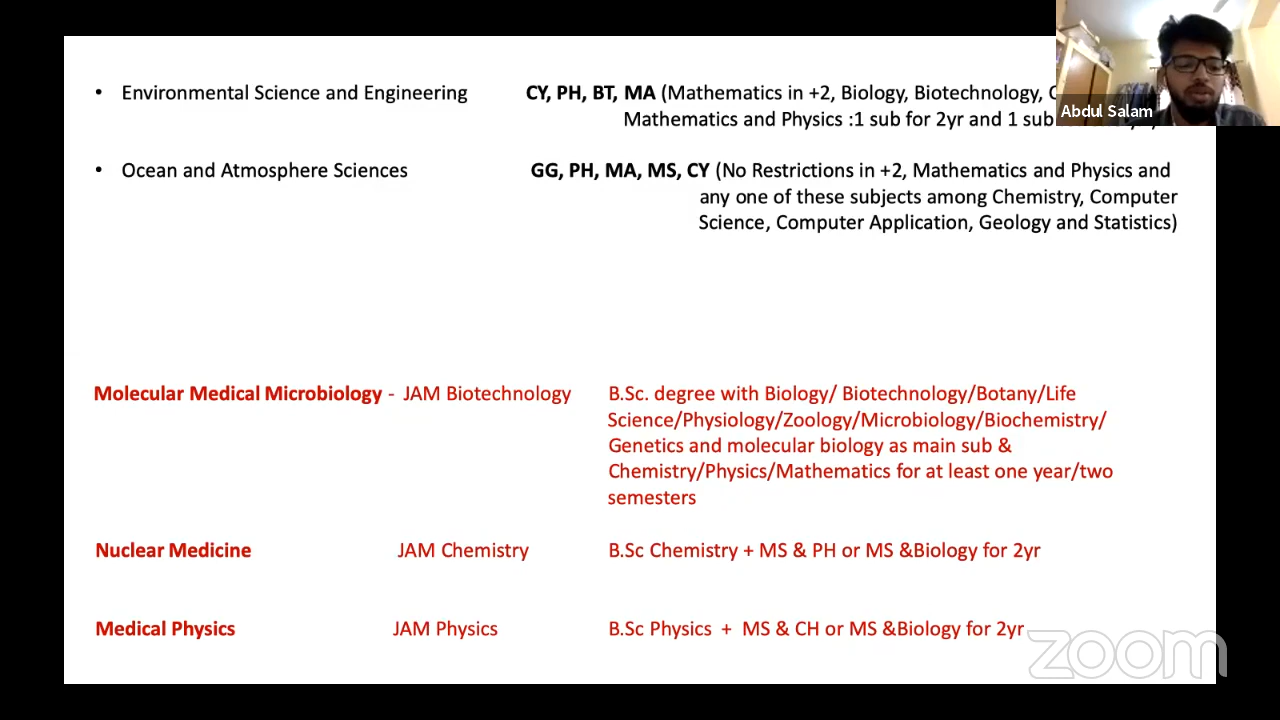 • Environmental Science and Engineering CY, PH, BT, MA (Mathematics in +2, Biology, Biotechnology,
Abdul Salam
Mathematics and Physics :1 sub for 2yr and 1 sub
• Ocean and Atmosphere Sciences GG, PH, MA, MS, CY (No Restrictions in +2, Mathematics and Physics and
any one of these subjects among Chemistry, Computer
Science, Computer Application, Geology and Statistics)
Molecular Medical Microbiology - JAM Biotechnology B.Sc. degree with Biology/ Biotechnology/Botany/Life
Science/Physiology/Zoology/Microbiology/Biochemistry/
Genetics and molecular biology as main sub &
Chemistry/Physics/Mathematics for at least one year/two
semesters
Nuclear Medicine JAM Chemistry B.Sc Chemistry + MS & PH or MS &Biology for 2yr
Medical Physics JAM Physics B.Sc Physics + MS & CH or MS &Biology for 2yr
zoom